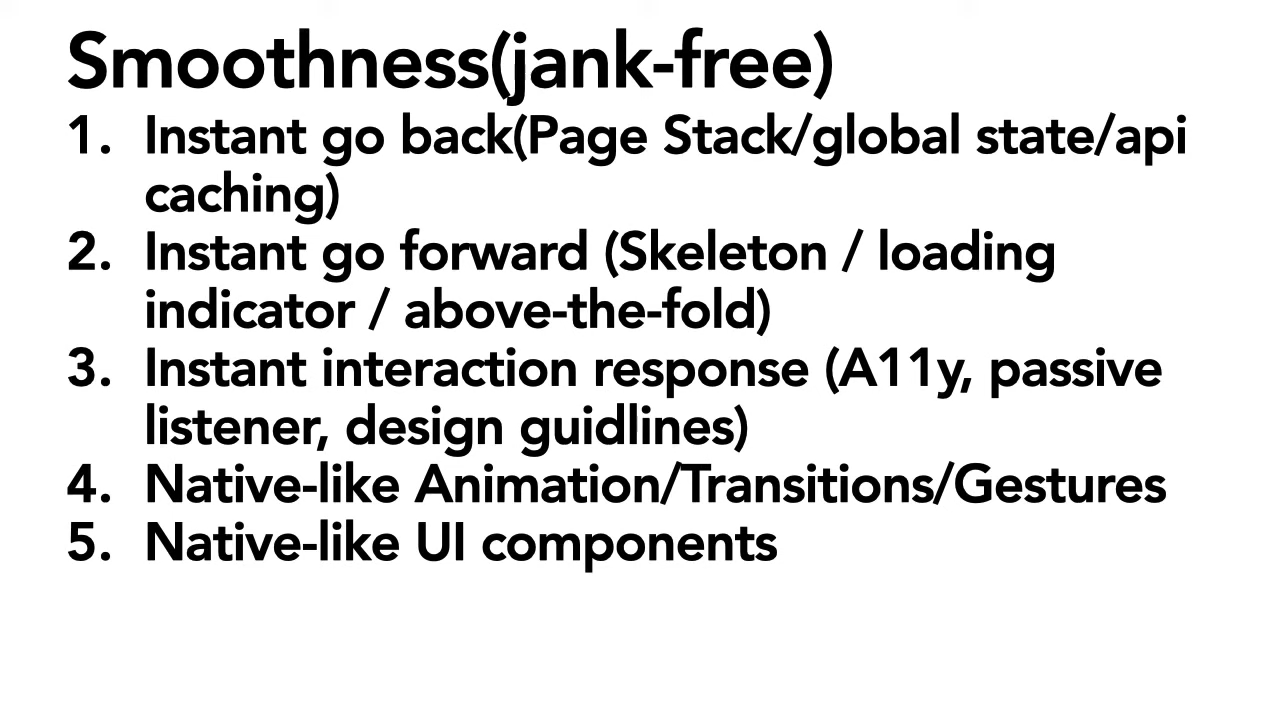 Smoothness(jank-free)
1. Instant go back(Page Stack/global state/api
caching)
2. Instant go forward (Skeleton / loading
indicator / above-the-fold)
3. Instant interaction response (A11y, passive
listener, design guidlines)
4. Native-like Animation/Transitions/Gestures
5. Native-like UI components